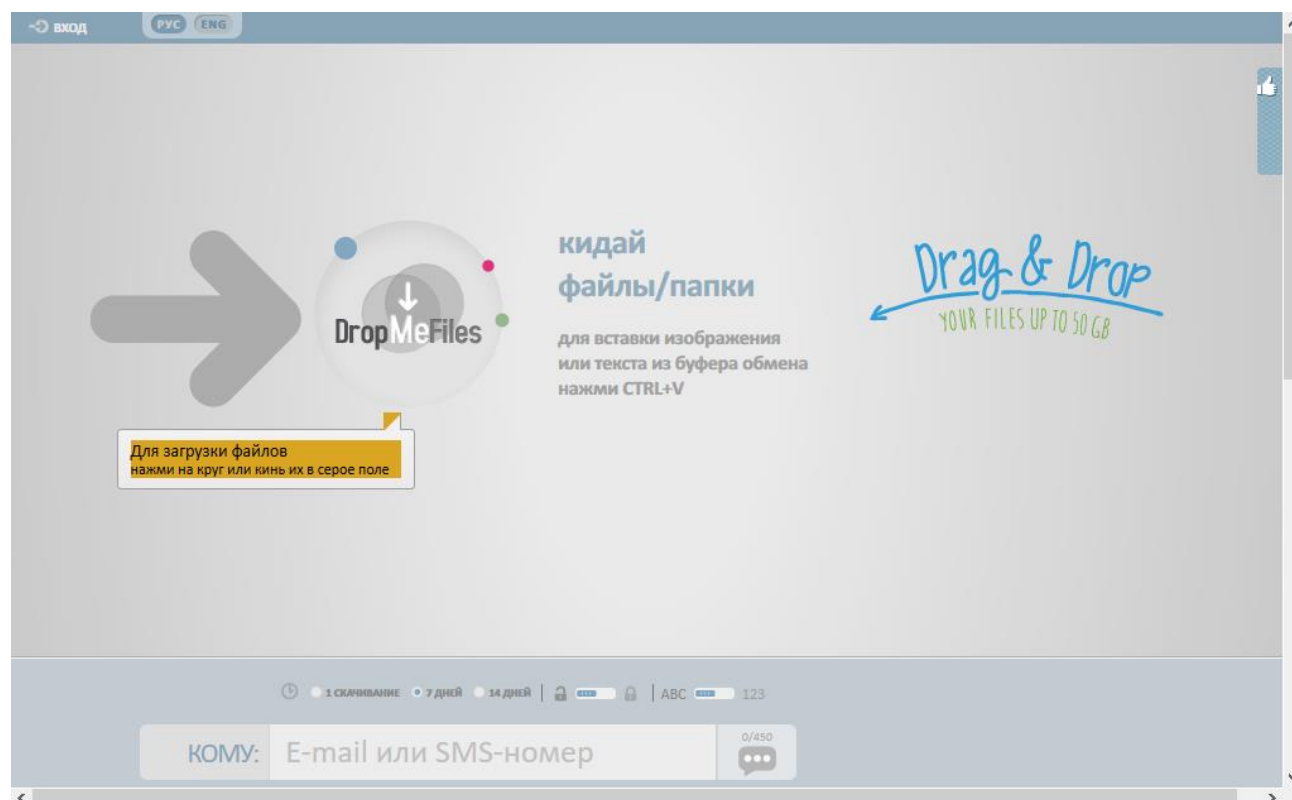 вход
РУС
ENG
DropMeFiles
кидай
файлы/папки
для вставки изображения
или текста из буфера обмена
нажми CTRL+V
Drag & Drop
YOUR FILES UP TO 50 GB
Для загрузки файлов
нажми на круг или кинь их в серое поле
1 СКАЧИВАНИЕ
7 ДНЕЙ
14 ДНЕЙ
ABC
123
КОМУ:
E-mail или SMS-номер
0/450